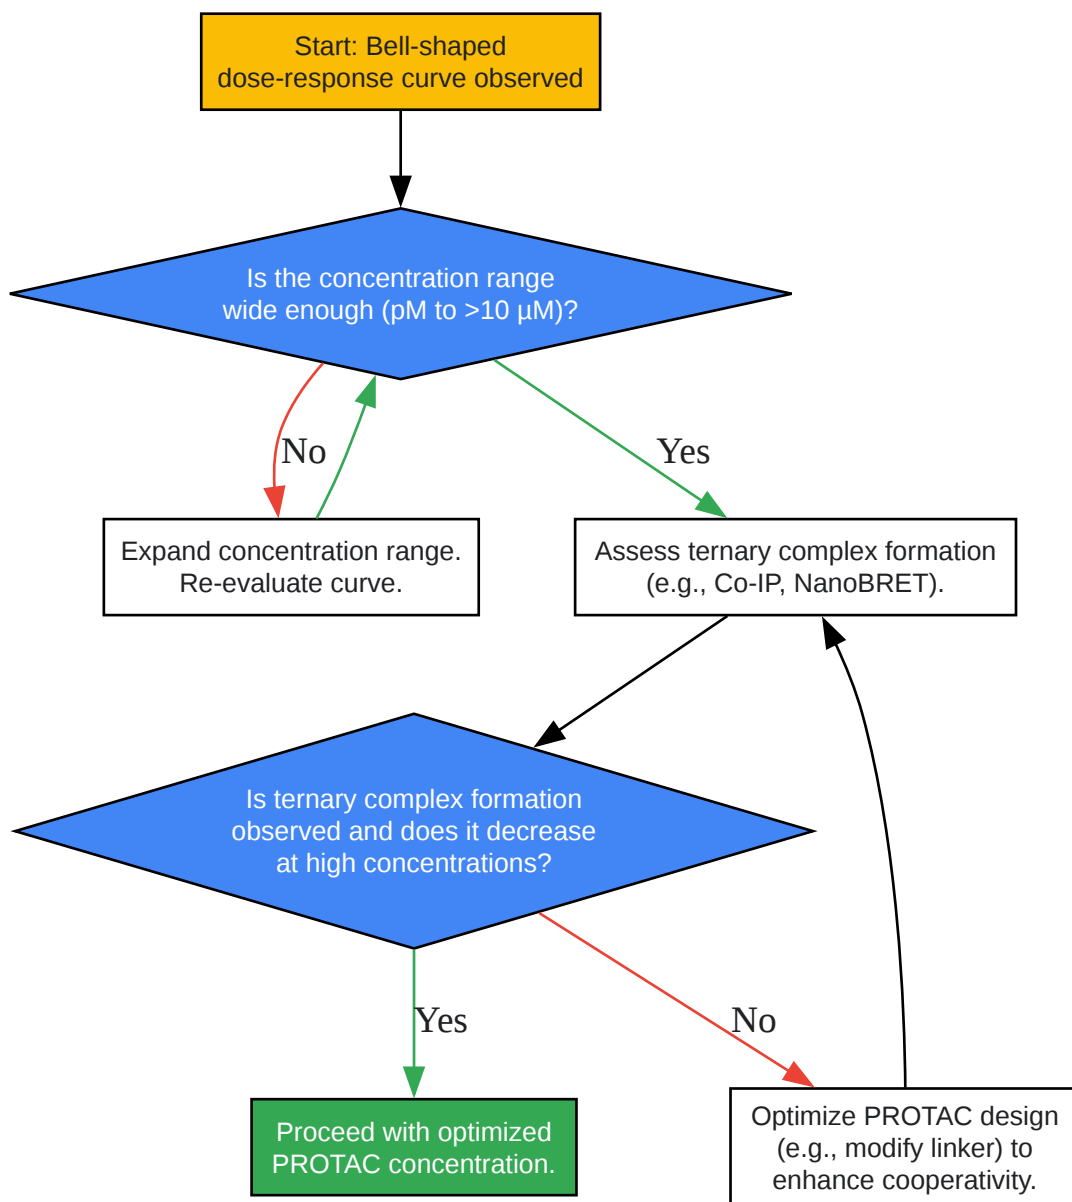 Start: Bell-shaped
dose-response curve observed
Is the concentration range
wide enough (pM to >10 µM)?
No
Yes
Expand concentration range.
Re-evaluate curve.
Assess ternary complex formation
(e.g., Co-IP, NanoBRET).
Is ternary complex formation
observed and does it decrease
at high concentrations?
Yes
No
Proceed with optimized
PROTAC concentration.
Optimize PROTAC design
(e.g., modify linker) to
enhance cooperativity.